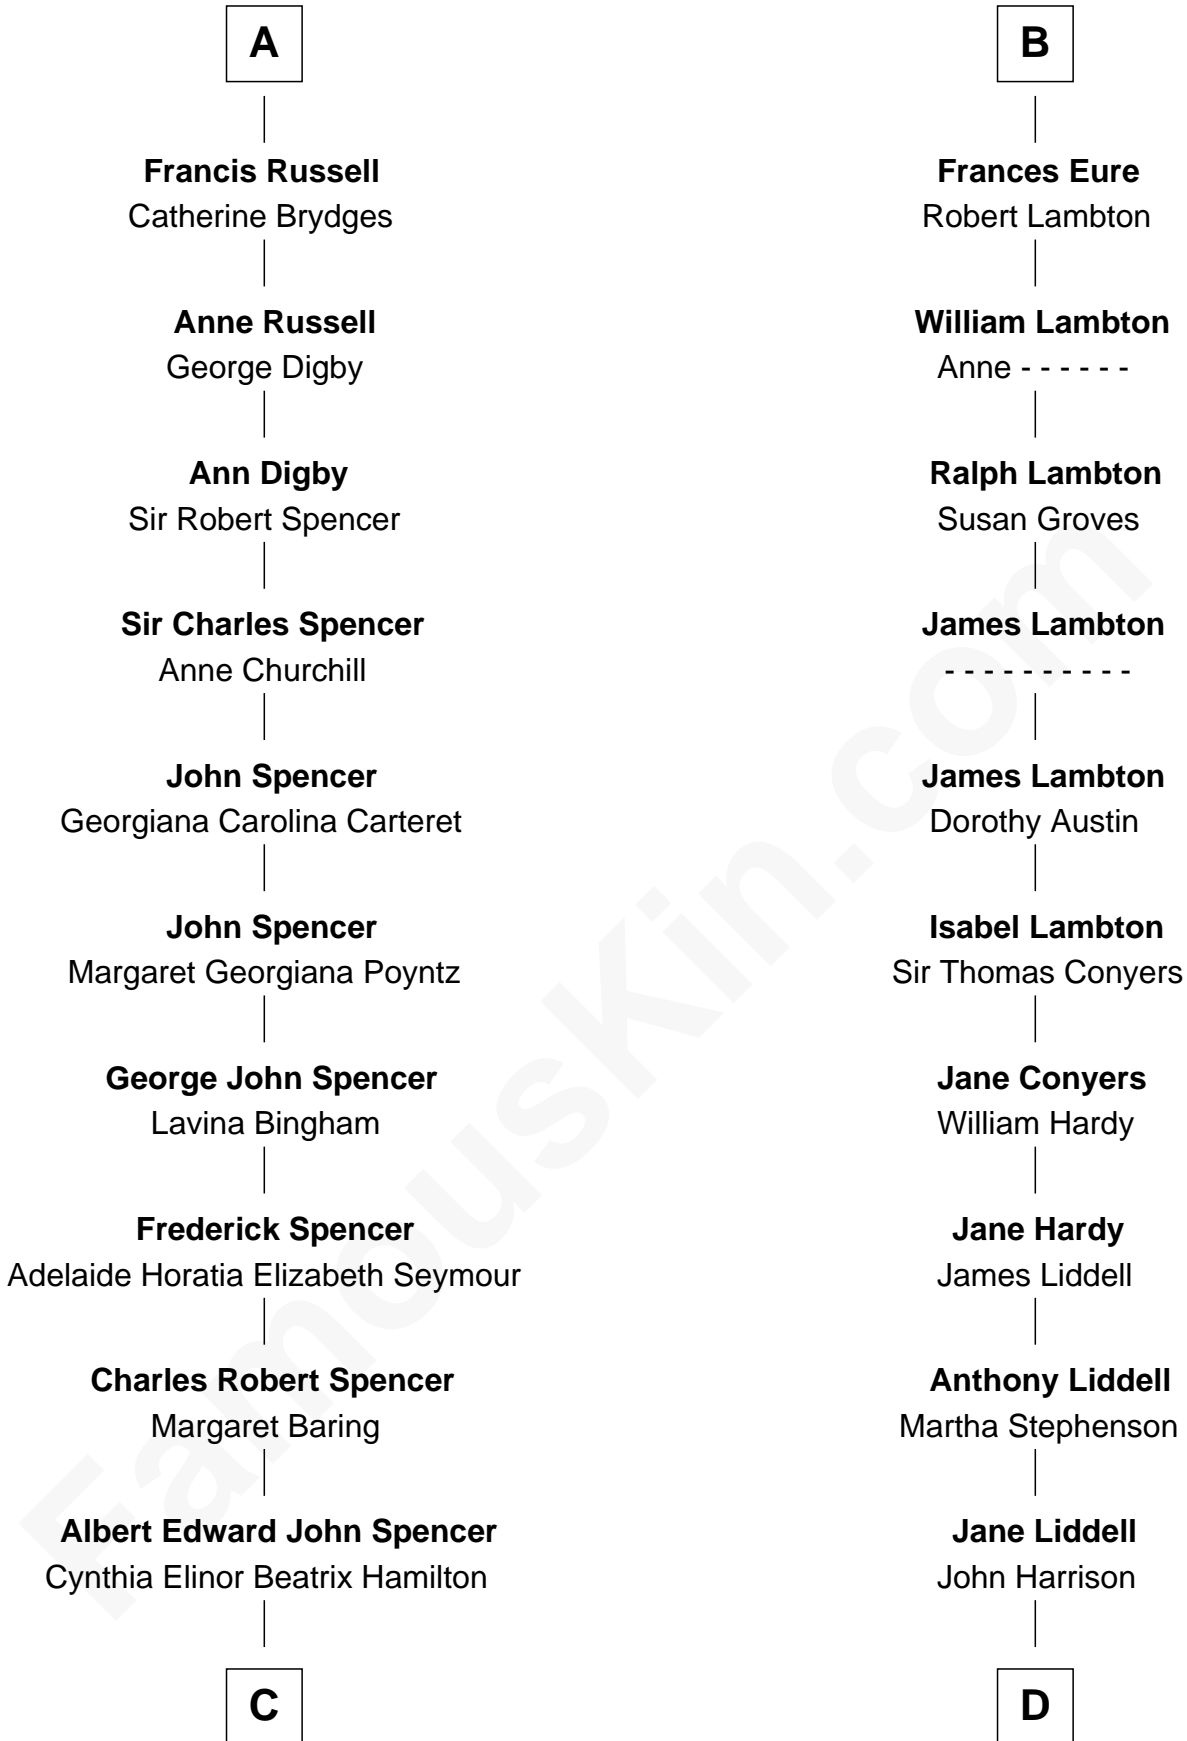 A
Francis Russell
Catherine Brydges
Anne Russell
George Digby
Ann Digby
Sir Robert Spencer
Sir Charles Spencer
Anne Churchill
John Spencer
Georgiana Carolina Carteret
John Spencer
Margaret Georgiana Poyntz
George John Spencer
Lavina Bingham
Frederick Spencer
Adelaide Horatia Elizabeth Seymour
Charles Robert Spencer
Margaret Baring
Albert Edward John Spencer
Cynthia Elinor Beatrix Hamilton
C
B
Frances Eure
Robert Lambton
William Lambton
Anne - - - - - -
Ralph Lambton
Susan Groves
James Lambton
- - - - - - - - - -
James Lambton
Dorothy Austin
Isabel Lambton
Sir Thomas Conyers
Jane Conyers
William Hardy
Jane Hardy
James Liddell
Anthony Liddell
Martha Stephenson
Jane Liddell
John Harrison
D
FamousKin.com